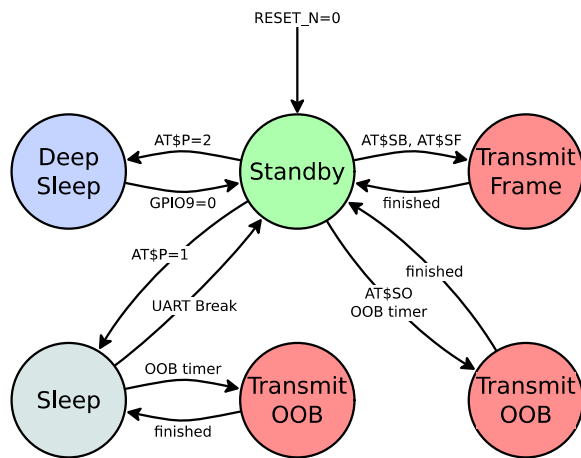 RESET_N=0
AT$P=2
AT$SB, AT$SF
Deep
Sleep
Standby
Transmit
Frame
GPIO9=0
finished
AT$P=1
finished
UART Break
AT$SO
OOB timer
OOB timer
Sleep
Transmit
OOB
Transmit
OOB
finished